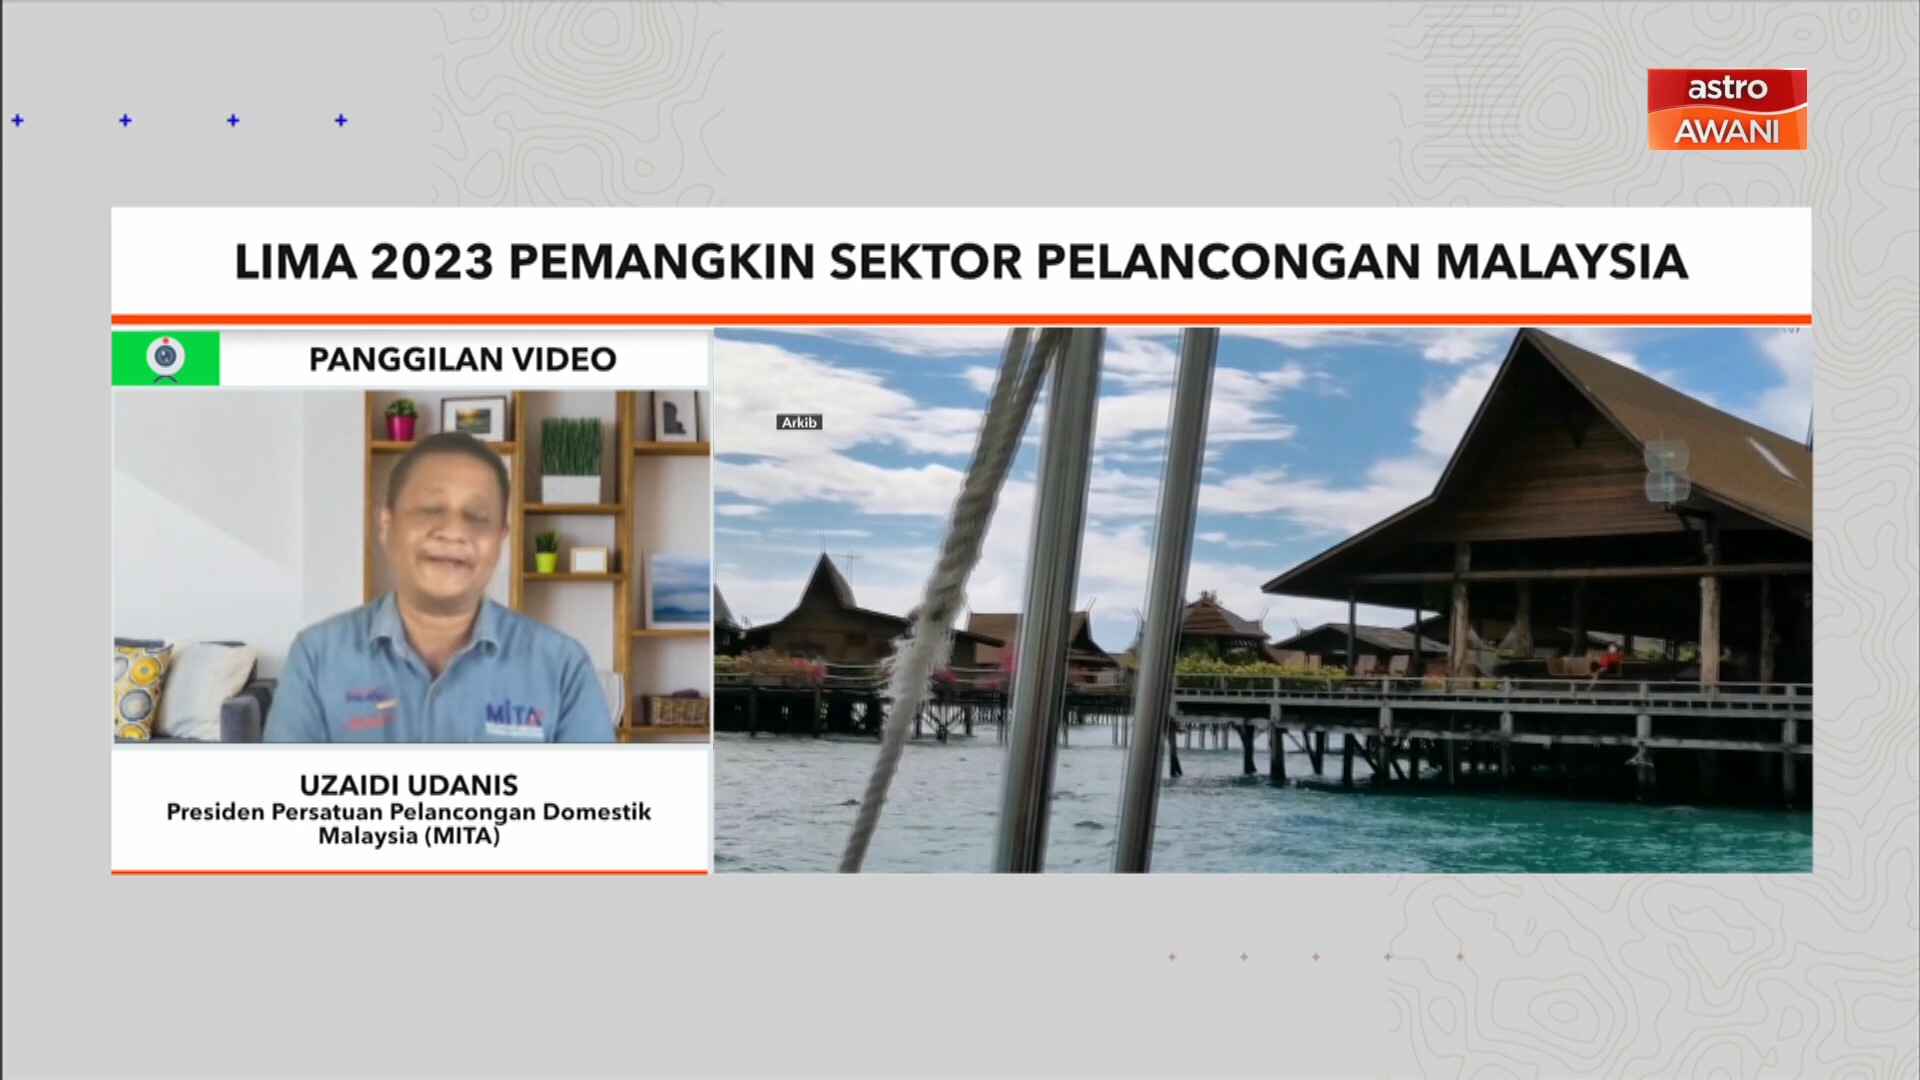 astro
AWANI
LIMA 2023 PEMANGKIN SEKTOR PELANCONGAN MALAYSIA
PANGGILAN VIDEO
Arkib
MiTA
UZAIDI UDANIS
Presiden Persatuan Pelancongan Domestik
Malaysia (MITA)